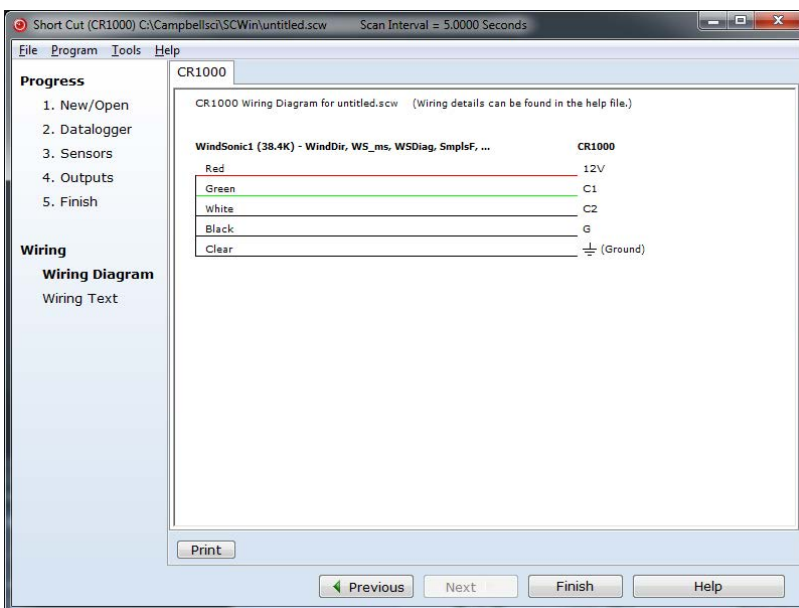 Short Cut (CR1000) C:\Campbellsci\SCWin\untitled.scw Scan Interval = 5.0000 Seconds
File Program Tools Help
Progress
1. New/Open
2. Datalogger
3. Sensors
4. Outputs
5. Finish
Wiring
Wiring Diagram
Wiring Text
CR1000
CR1000 Wiring Diagram for untitled.scw (Wiring details can be found in the help file.)
WindSonic1 (38.4K) - WindDir, WS_ms, WSDiag, SmplsF, ... CR1000
Red 12V
Green C1
White C2
Black G
Clear (Ground)
Print
Previous Next Finish Help